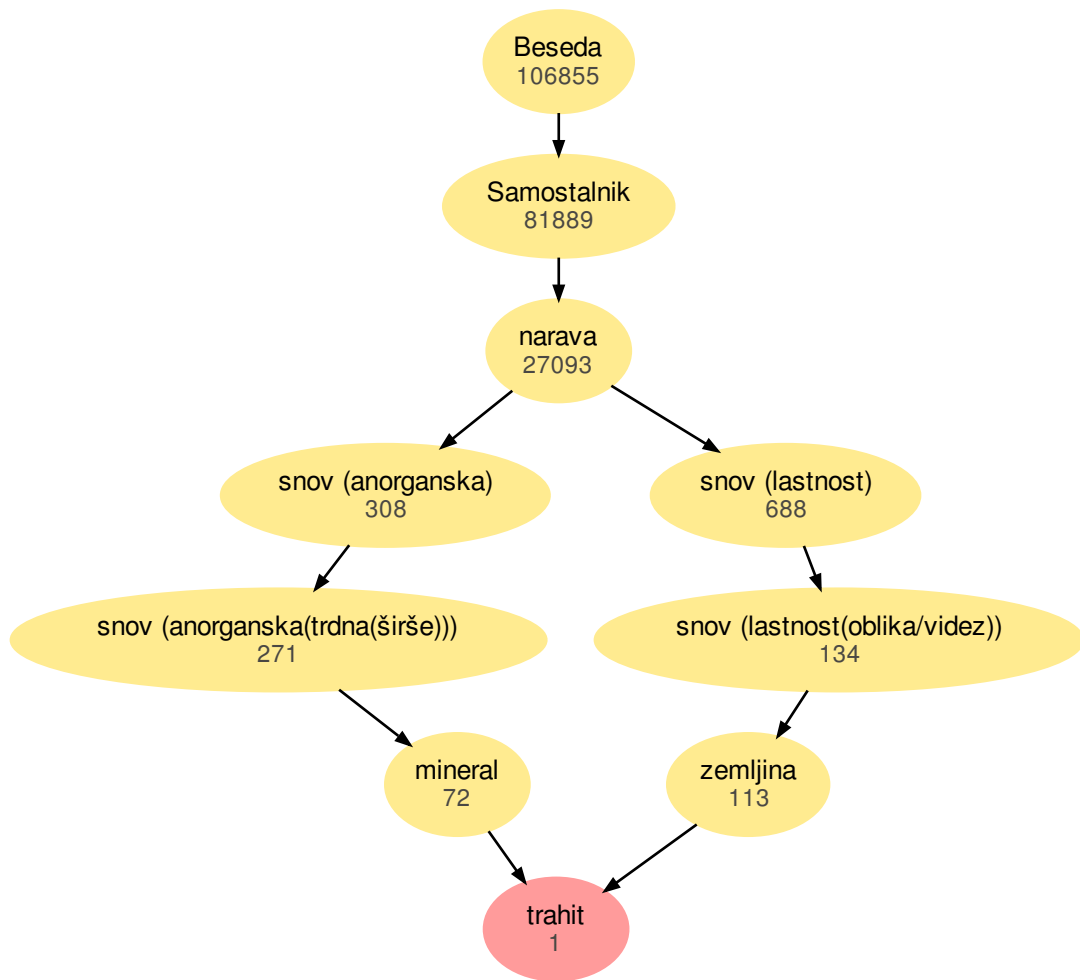 Beseda
106855
Samostalnik
81889
narava
27093
snov (anorganska)
308
snov (lastnost)
688
snov (anorganska(trdna(širše)))
271
snov (lastnost(oblika/videz))
134
mineral
72
zemljina
113
trahit
1